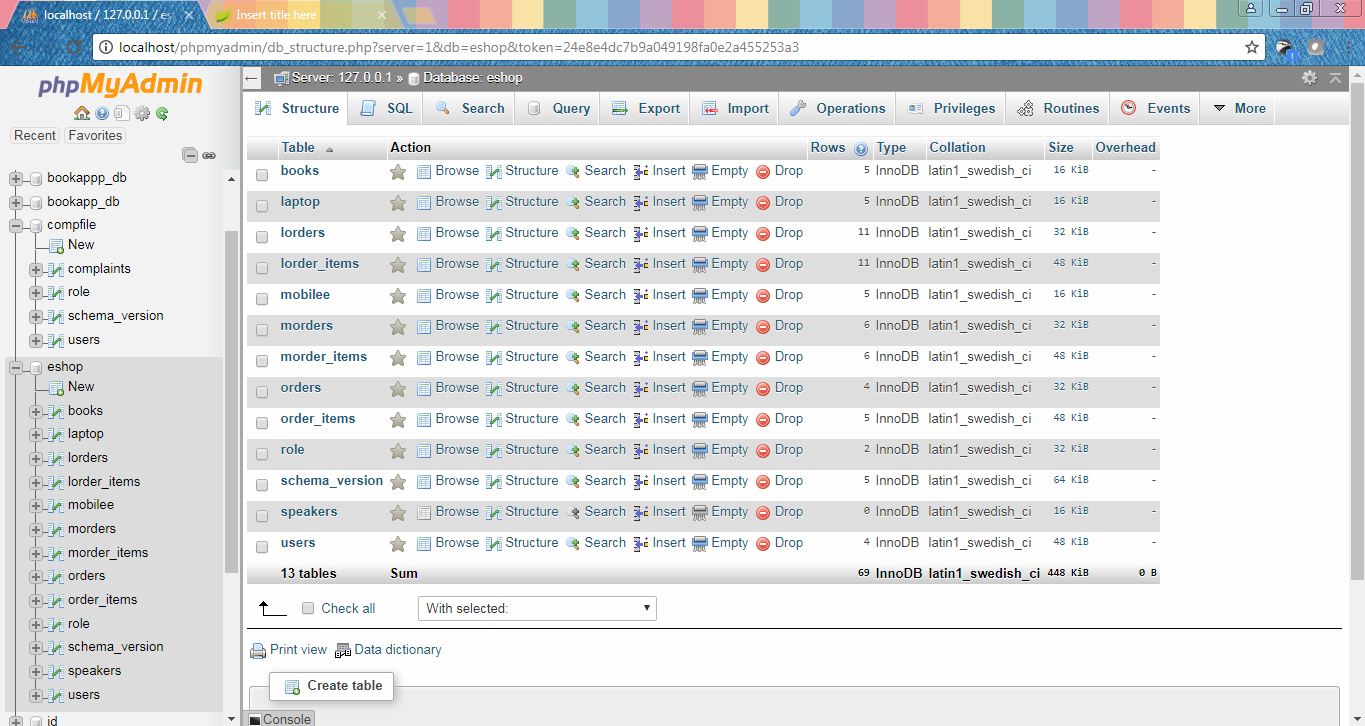 localhost / 127.0.0.1 / es
Insert title here
localhost/phpmyadmin/db_structure.php?server=1&db=eshop&token=24e8e4dc7b9a049198fa0e2a455253a3
phpMyAdmin
Recent Favorites
bookappp_db
bookapp_db
compfile
New
complaints
role
schema_version
users
eshop
New
books
laptop
lorders
lorder_items
mobilee
morders
morder_items
orders
order_items
role
schema_version
speakers
users
id
Server: 127.0.0.1 » Database: eshop
Structure SQL Search Query Export Import Operations Privileges Routines Events More
Table Action Rows Type Collation Size Overhead
books Browse Structure Search Insert Empty Drop 5 InnoDB latin1_swedish_ci 16 KiB -
laptop Browse Structure Search Insert Empty Drop 5 InnoDB latin1_swedish_ci 16 KiB -
lorders Browse Structure Search Insert Empty Drop 11 InnoDB latin1_swedish_ci 32 KiB -
lorder_items Browse Structure Search Insert Empty Drop 11 InnoDB latin1_swedish_ci 48 KiB -
mobilee Browse Structure Search Insert Empty Drop 5 InnoDB latin1_swedish_ci 16 KiB -
morders Browse Structure Search Insert Empty Drop 6 InnoDB latin1_swedish_ci 32 KiB -
morder_items Browse Structure Search Insert Empty Drop 6 InnoDB latin1_swedish_ci 48 KiB -
orders Browse Structure Search Insert Empty Drop 4 InnoDB latin1_swedish_ci 32 KiB -
order_items Browse Structure Search Insert Empty Drop 5 InnoDB latin1_swedish_ci 48 KiB -
role Browse Structure Search Insert Empty Drop 2 InnoDB latin1_swedish_ci 32 KiB -
schema_version Browse Structure Search Insert Empty Drop 5 InnoDB latin1_swedish_ci 64 KiB -
speakers Browse Structure Search Insert Empty Drop 0 InnoDB latin1_swedish_ci 16 KiB -
users Browse Structure Search Insert Empty Drop 4 InnoDB latin1_swedish_ci 48 KiB -
13 tables Sum 69 InnoDB latin1_swedish_ci 448 KiB 0 B
Check all With selected:
Print view Data dictionary
Create table
Console